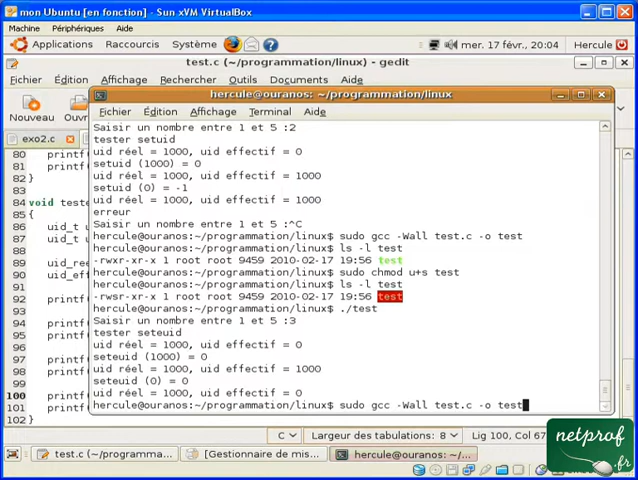 mon Ubuntu [en fonction] - Sun xVM VirtualBox
Machine Périphériques Aide
Applications Raccourcis Système mer. 17 févr., 20:04 Hercule
test.c (~/programmation/linux) - gedit
Fichier Édition Affichage Rechercher Outils Documents Aide
hercule@ouranos: ~/programmation/linux
Fichier Édition Affichage Terminal Aide
Nouveau Ouv
exo2.c
Saisir un nombre entre 1 et 5 :2
tester setuid
uid réel = 1000, uid effectif = 0
setuid (1000) = 0
uid réel = 1000, uid effectif = 1000
setuid (0) = -1
uid réel = 1000, uid effectif = 1000
erreur
Saisir un nombre entre 1 et 5 :^C
hercule@ouranos:~/programmation/linux$ sudo gcc -Wall test.c -o test
hercule@ouranos:~/programmation/linux$ ls -l test
-rwxr-xr-x 1 root root 9459 2010-02-17 19:56 test
hercule@ouranos:~/programmation/linux$ sudo chmod u+s test
hercule@ouranos:~/programmation/linux$ ls -l test
-rwsr-xr-x 1 root root 9459 2010-02-17 19:56 test
hercule@ouranos:~/programmation/linux$ ./test
Saisir un nombre entre 1 et 5 :3
tester seteuid
uid réel = 1000, uid effectif = 0
seteuid (1000) = 0
uid réel = 1000, uid effectif = 1000
seteuid (0) = 0
uid réel = 1000, uid effectif = 0
hercule@ouranos:~/programmation/linux$ sudo gcc -Wall test.c -o test
80 printf
81 printf
82 }
83
84 void teste
85 {
86 uid_t u
87 uid_t u
88
89 uid_ree
90 uid_eff
91
92 printf(
93
94 printf(
95 printf(
96
97 printf(
98 printf(
99
100 printf(
101 printf(
102 }
C Largeur des tabulations: 8 Lig 100, Col 67
test.c (~/programma... [Gestionnaire de mis... hercule@ouranos: ~/...
netprof
.fr